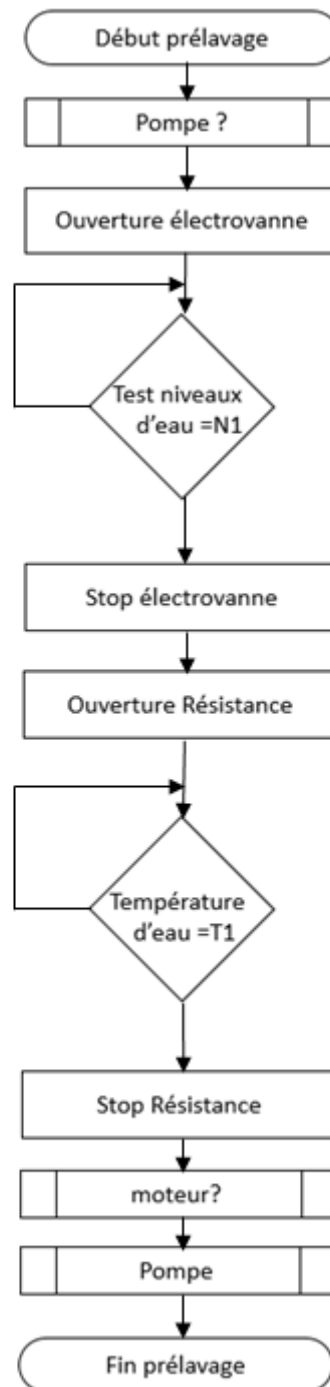 Début prélavage
Pompe ?
Ouverture électrovanne
Test niveaux
d'eau =N1
Stop électrovanne
Ouverture Résistance
Température
d'eau =T1
Stop Résistance
moteur?
Pompe
Fin prélavage